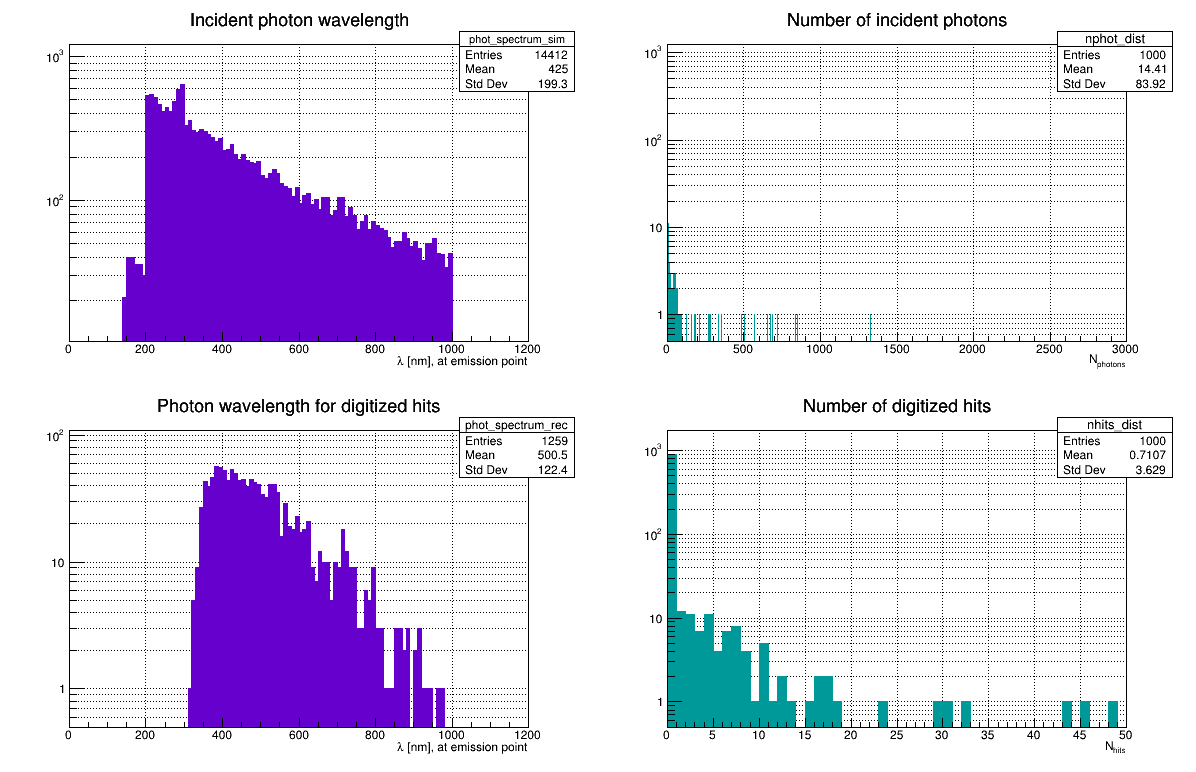 Incident photon wavelength
phot_spectrum_sim
Entries 14412
Mean 425
Std Dev 199.3
10³
10²
0 200 400 600 800 1000 1200
λ [nm], at emission point
Number of incident photons
nphot_dist
Entries 1000
Mean 14.41
Std Dev 83.92
10³
10²
10
1
0 500 1000 1500 2000 2500 3000
N_photons
Photon wavelength for digitized hits
phot_spectrum_rec
Entries 1259
Mean 500.5
Std Dev 122.4
10²
10
1
0 200 400 600 800 1000 1200
λ [nm], at emission point
Number of digitized hits
nhits_dist
Entries 1000
Mean 0.7107
Std Dev 3.629
10³
10²
10
1
0 5 10 15 20 25 30 35 40 45 50
N_hits